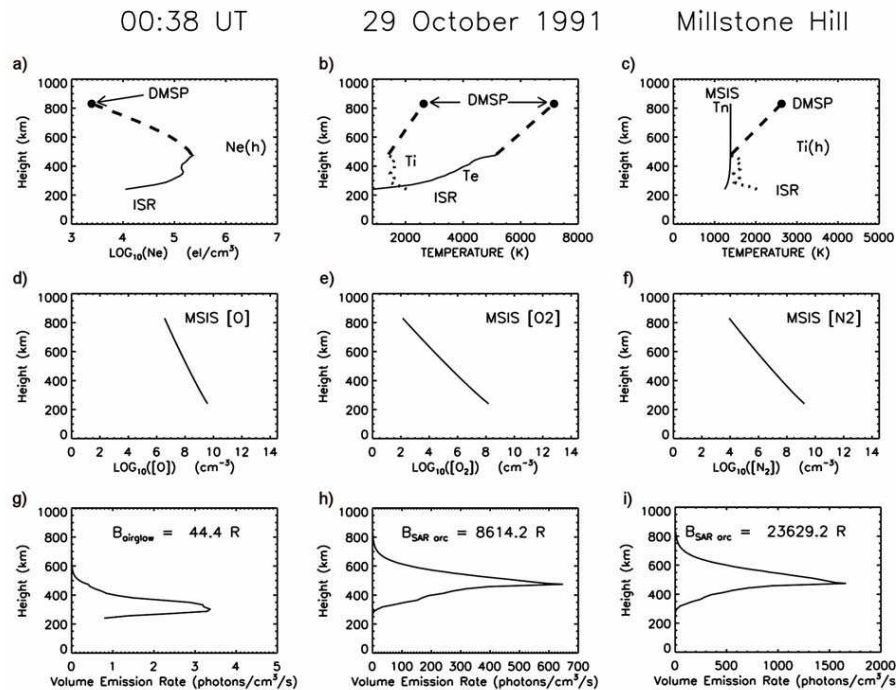 00:38 UT 29 October 1991 Millstone Hill
a) b) c)
1000 1000 1000
800 DMSP 800 DMSP 800 MSIS Tn DMSP
Height (km) 600 Height (km) 600 Height (km) 600
400 Ne(h) 400 Ti Te 400 Ti(h)
200 ISR 200 ISR 200 ISR
0 0 0
3 4 5 6 7 2000 4000 6000 8000 0 1000 2000 3000 4000 5000
LOG10(Ne) (el/cm³) TEMPERATURE (K) TEMPERATURE (K)
d) e) f)
1000 1000 1000
800 MSIS [O] 800 MSIS [O2] 800 MSIS [N2]
Height (km) 600 Height (km) 600 Height (km) 600
400 400 400
200 200 200
0 0 0
0 2 4 6 8 10 12 14 0 2 4 6 8 10 12 14 0 2 4 6 8 10 12 14
LOG10([O]) (cm⁻³) LOG10([O2]) (cm⁻³) LOG10([N2]) (cm⁻³)
g) h) i)
1000 1000 1000
800 Bairglow = 44.4 R 800 BSAR arc = 8614.2 R 800 BSAR arc = 23629.2 R
Height (km) 600 Height (km) 600 Height (km) 600
400 400 400
200 200 200
0 0 0
0 1 2 3 4 5 0 100 200 300 400 500 600 700 0 500 1000 1500 2000
Volume Emission Rate (photons/cm³/s) Volume Emission Rate (photons/cm³/s) Volume Emission Rate (photons/cm³/s)